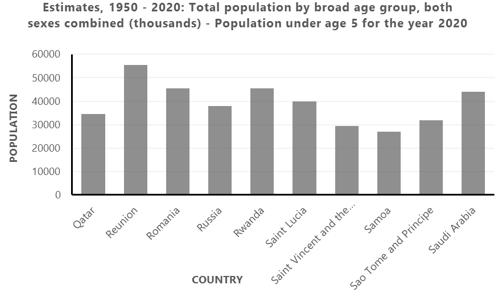 Estimates, 1950 - 2020: Total population by broad age group, both
sexes combined (thousands) - Population under age 5 for the year 2020
POPULATION
60000
50000
40000
30000
20000
10000
0
Qatar
Reunion
Romania
Russia
Rwanda
Saint Lucia
Saint Vincent and the...
Samoa
Sao Tome and Principe
Saudi Arabia
COUNTRY